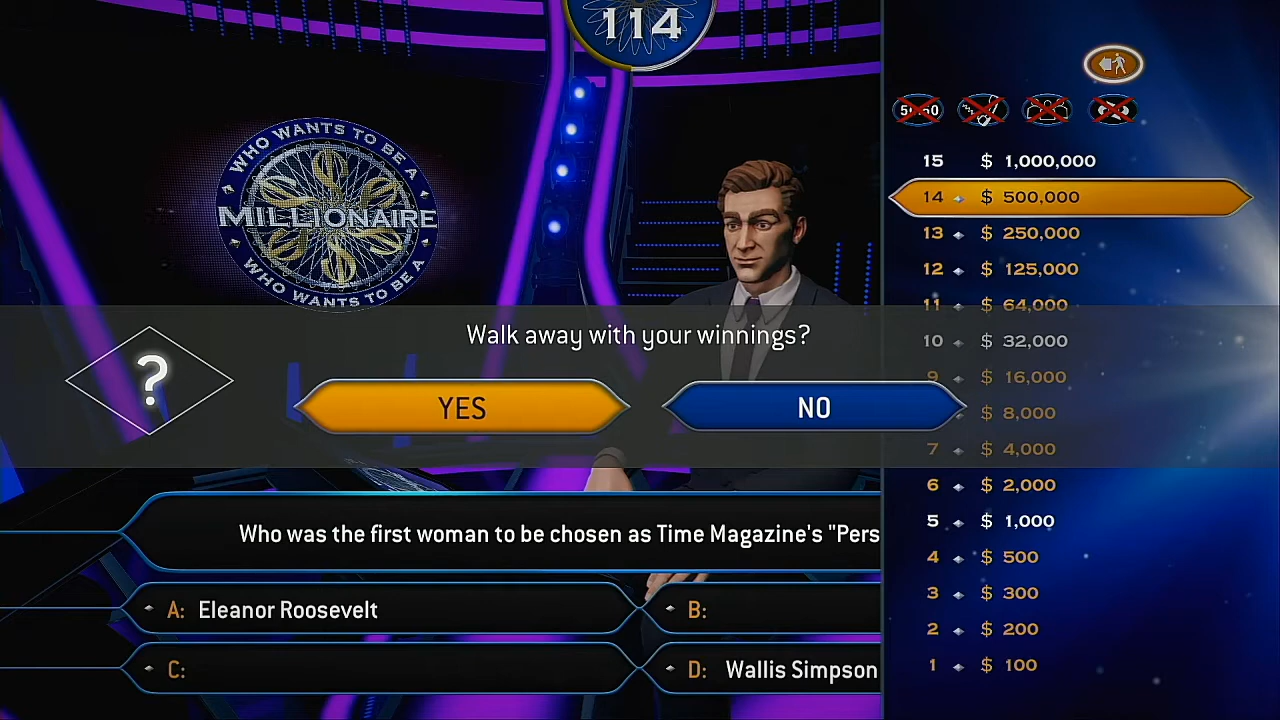 114
WHO WANTS TO BE A
MILLIONAIRE
WHO WANTS TO BE A
15 $ 1,000,000
14 $ 500,000
13 $ 250,000
12 $ 125,000
11 $ 64,000
10 $ 32,000
9 $ 16,000
$ 8,000
7 $ 4,000
6 $ 2,000
5 $ 1,000
4 $ 500
3 $ 300
2 $ 200
1 $ 100
Walk away with your winnings?
?
YES
NO
Who was the first woman to be chosen as Time Magazine's "Pers
A: Eleanor Roosevelt
B:
C:
D: Wallis Simpson